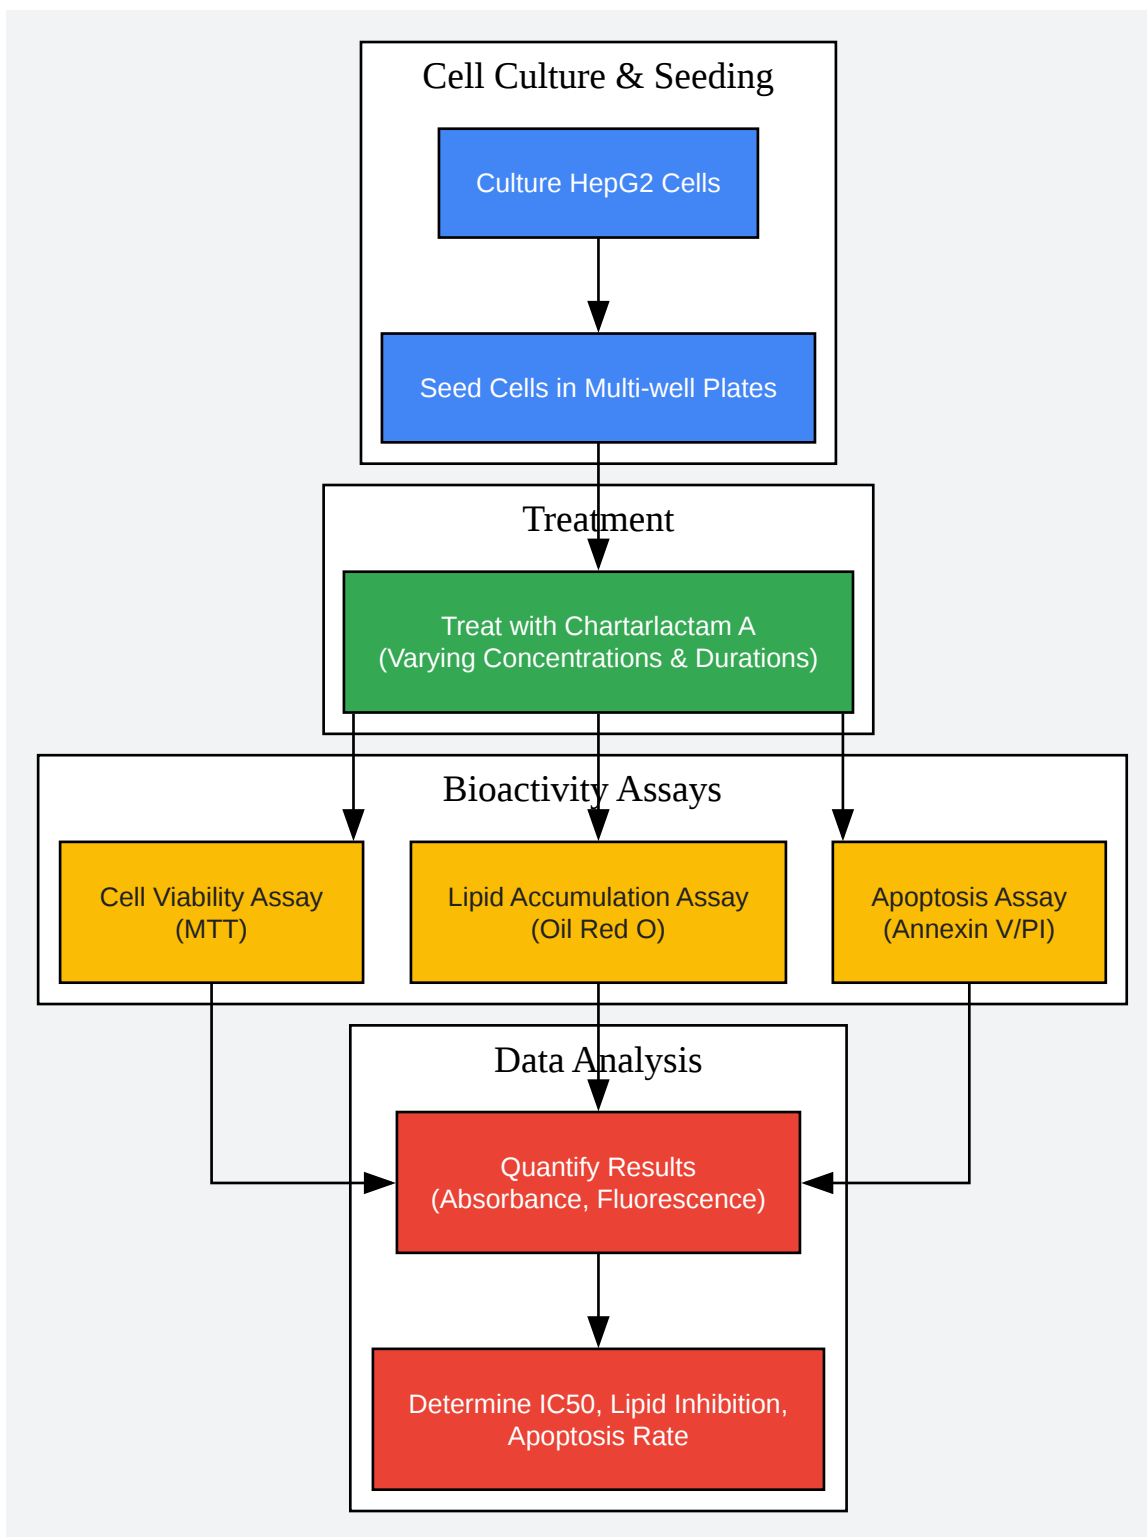 Cell Culture & Seeding
Culture HepG2 Cells
Seed Cells in Multi-well Plates
Treatment
Treat with Chartarlactam A
(Varying Concentrations & Durations)
Bioactivity Assays
Cell Viability Assay
(MTT)
Lipid Accumulation Assay
(Oil Red O)
Apoptosis Assay
(Annexin V/PI)
Data Analysis
Quantify Results
(Absorbance, Fluorescence)
Determine IC50, Lipid Inhibition,
Apoptosis Rate